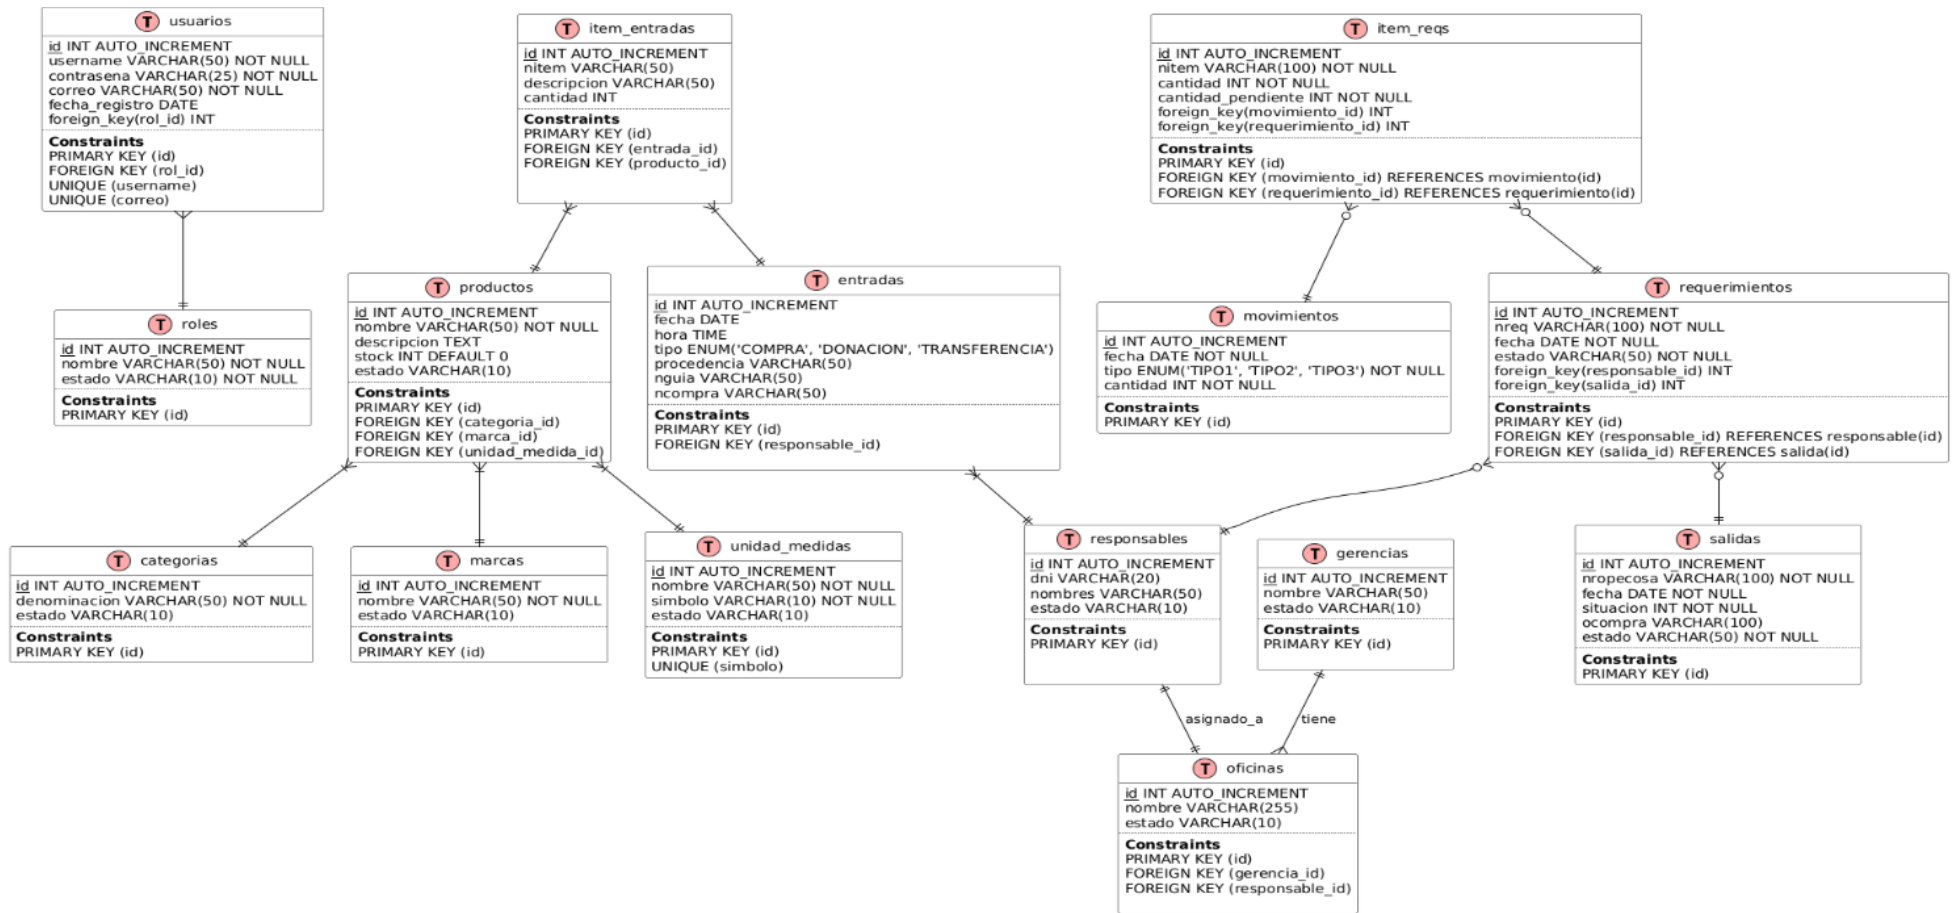 T usuarios
id INT AUTO_INCREMENT
username VARCHAR(50) NOT NULL
contrasena VARCHAR(25) NOT NULL
correo VARCHAR(50) NOT NULL
fecha_registro DATE
foreign_key(rol_id) INT
Constraints
PRIMARY KEY (id)
FOREIGN KEY (rol_id)
UNIQUE (username)
UNIQUE (correo)
T item_entradas
id INT AUTO_INCREMENT
nitem VARCHAR(50)
descripcion VARCHAR(50)
cantidad INT
Constraints
PRIMARY KEY (id)
FOREIGN KEY (entrada_id)
FOREIGN KEY (producto_id)
T item_reqs
id INT AUTO_INCREMENT
nitem VARCHAR(100) NOT NULL
cantidad INT NOT NULL
cantidad_pendiente INT NOT NULL
foreign_key(movimiento_id) INT
foreign_key(requerimiento_id) INT
Constraints
PRIMARY KEY (id)
FOREIGN KEY (movimiento_id) REFERENCES movimiento(id)
FOREIGN KEY (requerimiento_id) REFERENCES requerimiento(id)
T roles
id INT AUTO_INCREMENT
nombre VARCHAR(50) NOT NULL
estado VARCHAR(10) NOT NULL
Constraints
PRIMARY KEY (id)
T productos
id INT AUTO_INCREMENT
nombre VARCHAR(50) NOT NULL
descripcion TEXT
stock INT DEFAULT 0
estado VARCHAR(10)
Constraints
PRIMARY KEY (id)
FOREIGN KEY (categoria_id)
FOREIGN KEY (marca_id)
FOREIGN KEY (unidad_medida_id)
T entradas
id INT AUTO_INCREMENT
fecha DATE
hora TIME
tipo ENUM('COMPRA', 'DONACION', 'TRANSFERENCIA')
procedencia VARCHAR(50)
nguia VARCHAR(50)
ncompra VARCHAR(50)
Constraints
PRIMARY KEY (id)
FOREIGN KEY (responsable_id)
T movimientos
id INT AUTO_INCREMENT
fecha DATE NOT NULL
tipo ENUM('TIPO1', 'TIPO2', 'TIPO3') NOT NULL
cantidad INT NOT NULL
Constraints
PRIMARY KEY (id)
T requerimientos
id INT AUTO_INCREMENT
nreq VARCHAR(100) NOT NULL
fecha DATE NOT NULL
estado VARCHAR(50) NOT NULL
foreign_key(responsable_id) INT
foreign_key(salida_id) INT
Constraints
PRIMARY KEY (id)
FOREIGN KEY (responsable_id) REFERENCES responsable(id)
FOREIGN KEY (salida_id) REFERENCES salida(id)
T categorias
id INT AUTO_INCREMENT
denominacion VARCHAR(50) NOT NULL
estado VARCHAR(10)
Constraints
PRIMARY KEY (id)
T marcas
id INT AUTO_INCREMENT
nombre VARCHAR(50) NOT NULL
estado VARCHAR(10)
Constraints
PRIMARY KEY (id)
T unidad_medidas
id INT AUTO_INCREMENT
nombre VARCHAR(50) NOT NULL
simbolo VARCHAR(10) NOT NULL
estado VARCHAR(10)
Constraints
PRIMARY KEY (id)
UNIQUE (simbolo)
T responsables
id INT AUTO_INCREMENT
dni VARCHAR(20)
nombres VARCHAR(50)
estado VARCHAR(10)
Constraints
PRIMARY KEY (id)
T gerencias
id INT AUTO_INCREMENT
nombre VARCHAR(50)
estado VARCHAR(10)
Constraints
PRIMARY KEY (id)
T salidas
id INT AUTO_INCREMENT
nropecosa VARCHAR(100) NOT NULL
fecha DATE NOT NULL
situacion INT NOT NULL
ocompra VARCHAR(100)
estado VARCHAR(50) NOT NULL
Constraints
PRIMARY KEY (id)
asignado_a
tiene
T oficinas
id INT AUTO_INCREMENT
nombre VARCHAR(255)
estado VARCHAR(10)
Constraints
PRIMARY KEY (id)
FOREIGN KEY (gerencia_id)
FOREIGN KEY (responsable_id)